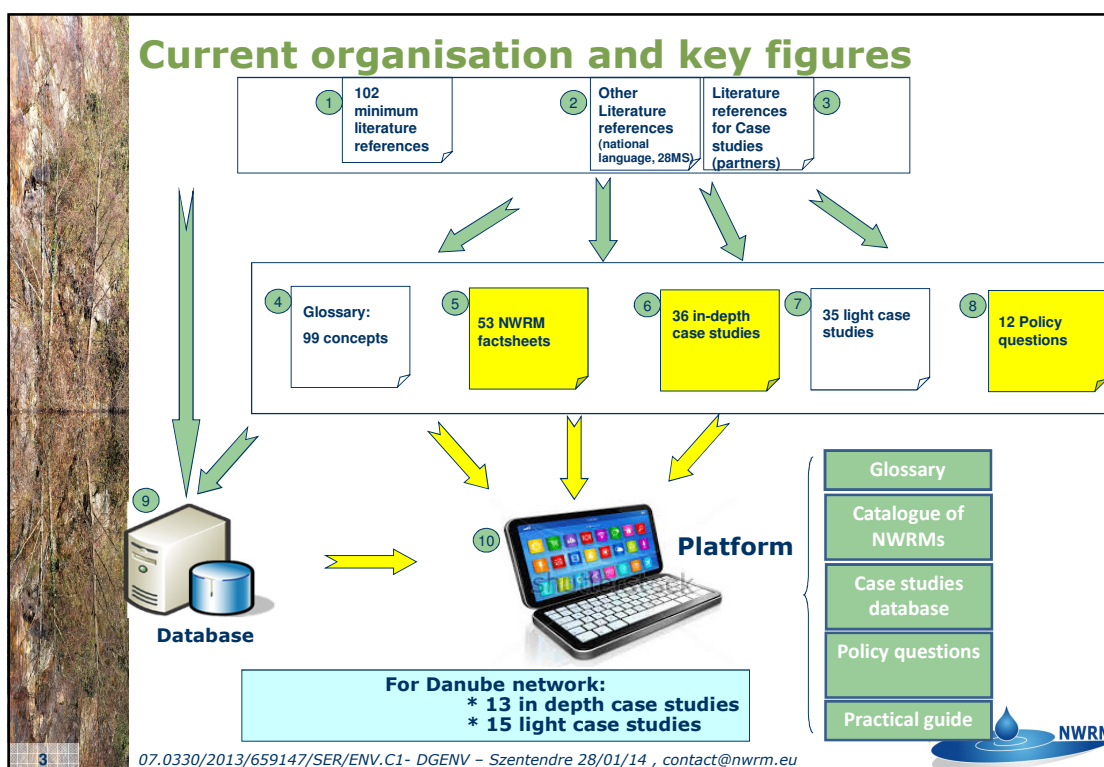 Current organisation and key figures
1
102
minimum
literature
references
2
Other
Literature
references
(national
language, 28MS)
Literature
references
for Case
studies
(partners)
3
4
Glossary:
99 concepts
5
53 NWRM
factsheets
6
36 in-depth
case studies
7
35 light case
studies
8
12 Policy
questions
9
Database
10
shutterstock
Platform
Glossary
Catalogue of
NWRMs
Case studies
database
Policy questions
Practical guide
For Danube network:
* 13 in depth case studies
* 15 light case studies
NWRM
3
07.0330/2013/659147/SER/ENV.C1- DGENV – Szentendre 28/01/14 , contact@nwrm.eu